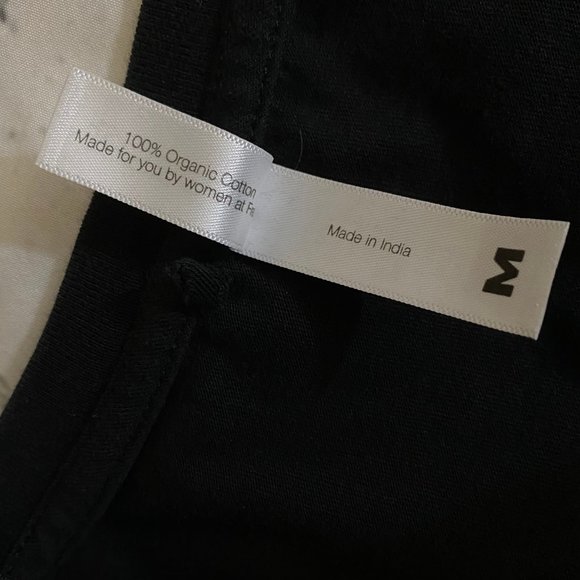 100% Organic Cotton
Made for you by women at
Made in India
M